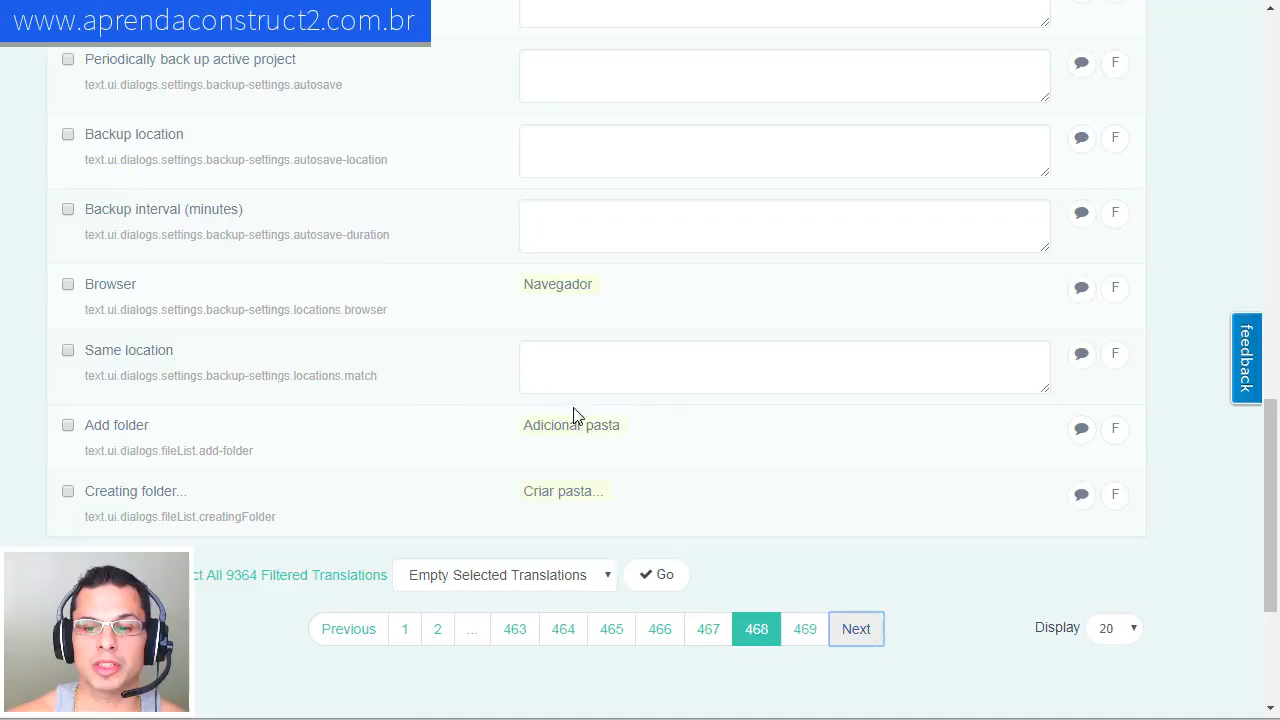 www.aprendaconstruct2.com.br
Periodically back up active project
text.ui.dialogs.settings.backup-settings.autosave
F
Backup location
text.ui.dialogs.settings.backup-settings.autosave-location
F
Backup interval (minutes)
text.ui.dialogs.settings.backup-settings.autosave-duration
F
Browser
Navegador
text.ui.dialogs.settings.backup-settings.locations.browser
F
Same location
text.ui.dialogs.settings.backup-settings.locations.match
F
feedback
Add folder
Adicionar pasta
text.ui.dialogs.fileList.add-folder
F
Creating folder...
Criar pasta...
text.ui.dialogs.fileList.creatingFolder
F
ct All 9364 Filtered Translations
Empty Selected Translations
Go
Previous 1 2 ... 463 464 465 466 467 468 469 Next
Display 20